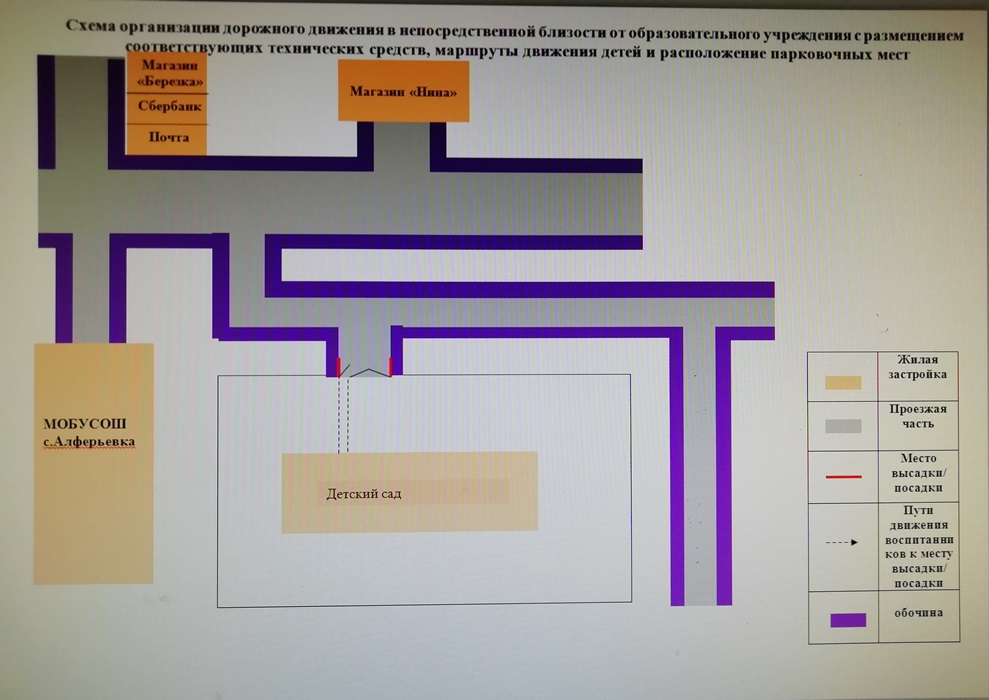 Схема организации дорожного движения в непосредственной близости от образовательного учреждения с размещением
соответствующих технических средств, маршруты движения детей и расположение парковочных мест
Магазин
«Березка»
Сбербанк
Почта
Магазин «Нина»
МОБУСОШ
с.Алферьевка
Детский сад
Жилая
застройка
Проезжая
часть
Место
высадки/
посадки
Пути
движения
воспитанни
ков к месту
высадки/
посадки
обочина